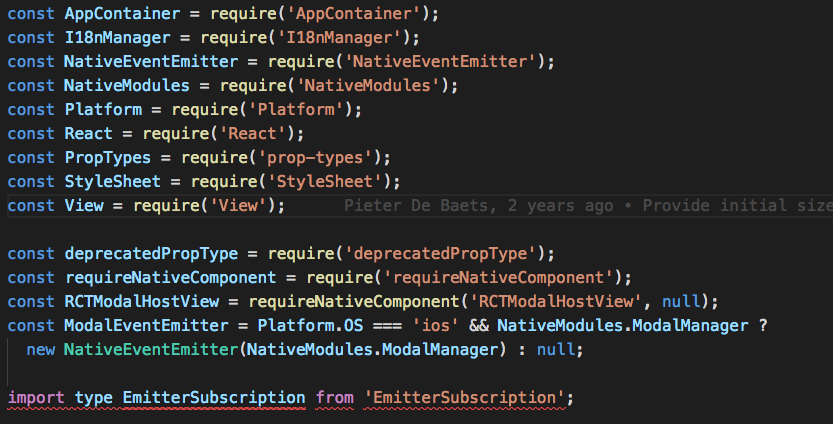 const AppContainer = require('AppContainer');
const I18nManager = require('I18nManager');
const NativeEventEmitter = require('NativeEventEmitter');
const NativeModules = require('NativeModules');
const Platform = require('Platform');
const React = require('React');
const PropTypes = require('prop-types');
const StyleSheet = require('StyleSheet');
const View = require('View');      Pieter De Baets, 2 years ago • Provide initial size
const deprecatedPropType = require('deprecatedPropType');
const requireNativeComponent = require('requireNativeComponent');
const RCTModalHostView = requireNativeComponent('RCTModalHostView', null);
const ModalEventEmitter = Platform.OS === 'ios' && NativeModules.ModalManager ?
  new NativeEventEmitter(NativeModules.ModalManager) : null;
import type EmitterSubscription from 'EmitterSubscription';